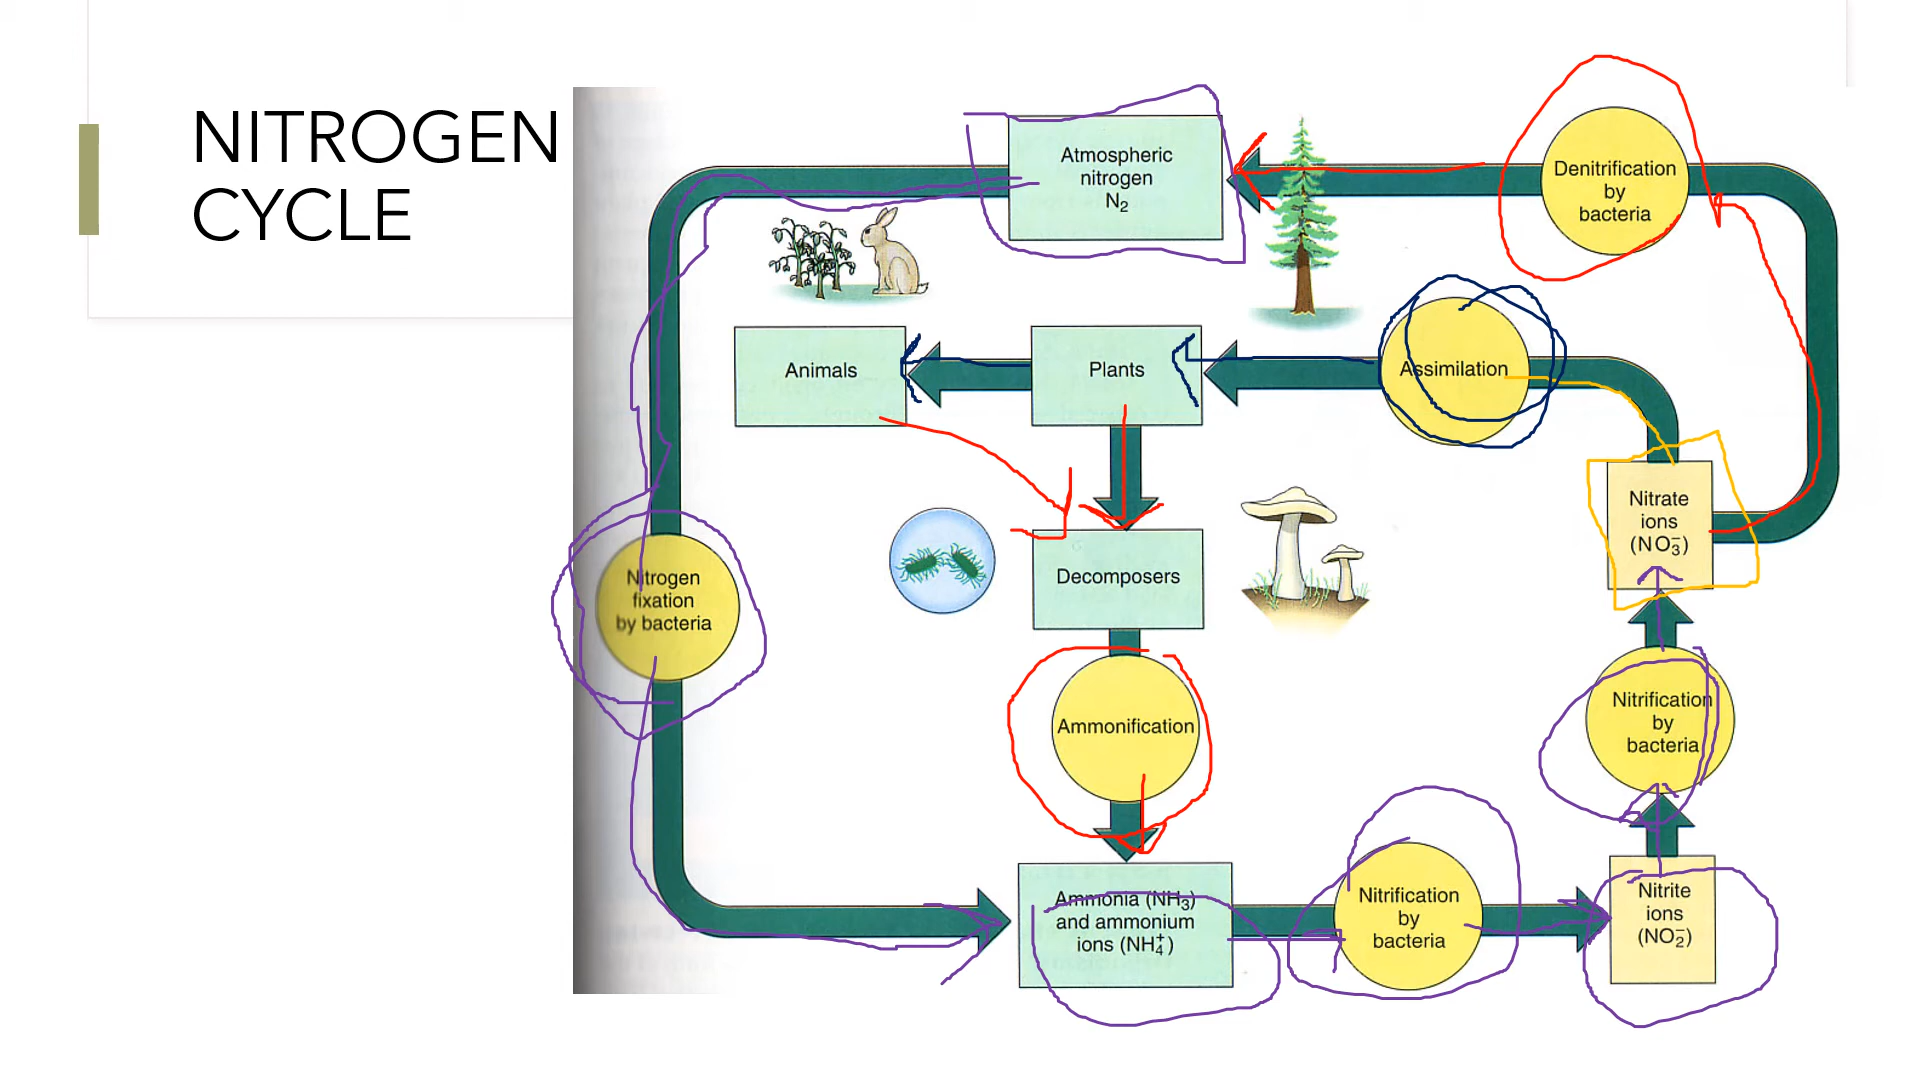 NITROGEN
CYCLE
Atmospheric
nitrogen
N₂
Denitrification
by
bacteria
Animals
Plants
Assimilation
Nitrate
ions
(NO₃⁻)
Nitrogen
fixation
by bacteria
Decomposers
Ammonification
Nitrification
by
bacteria
Ammonia (NH₃)
and ammonium
ions (NH₄⁺)
Nitrification
by
bacteria
Nitrite
ions
(NO₂⁻)